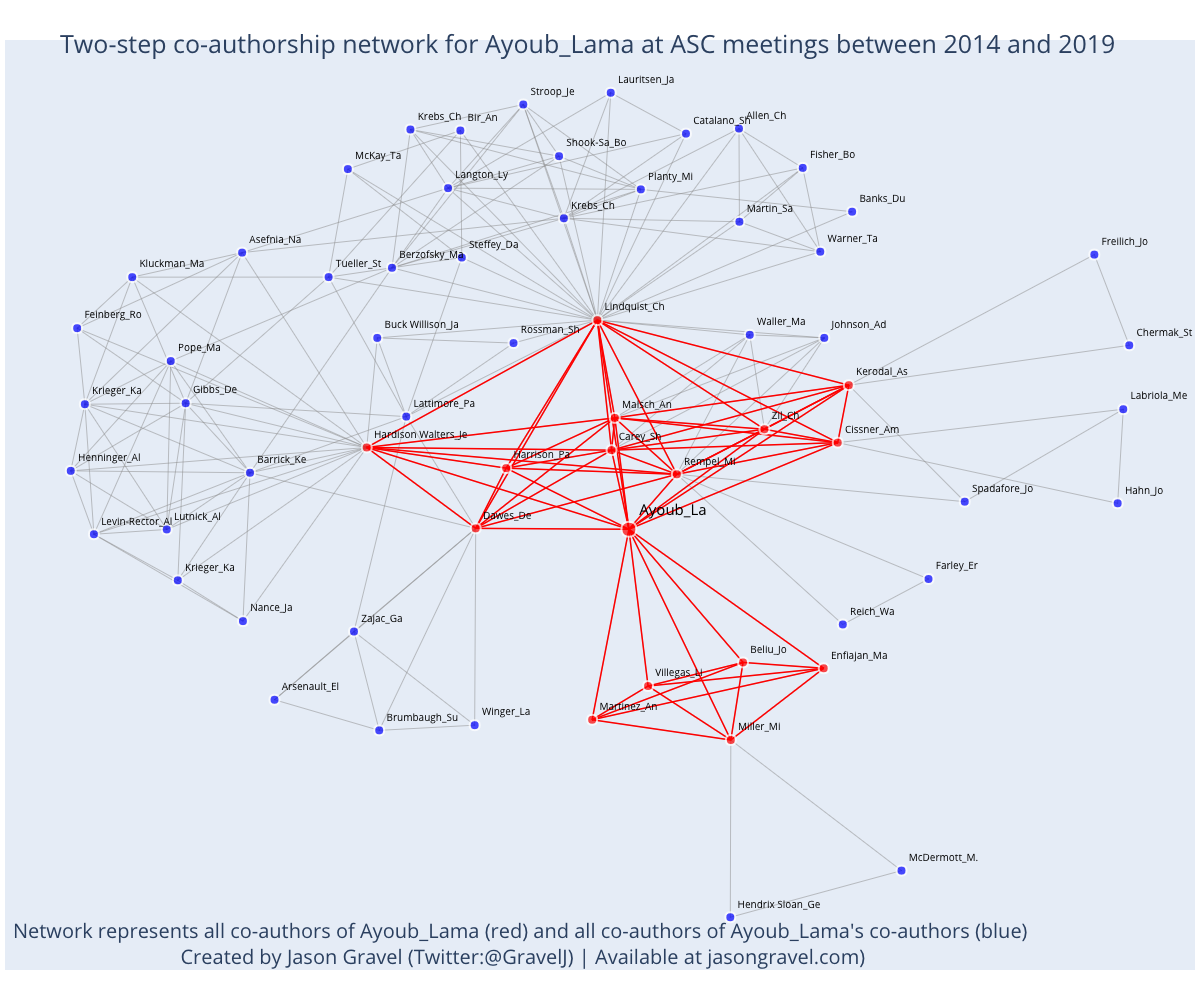 Two-step co-authorship network for Ayoub_Lama at ASC meetings between 2014 and 2019
Lauritsen_Ja
Stroop_Je
Krebs_Ch
Bir_An
Catalano_Sh
Allen_Ch
Shook-Sa_Bo
McKay_Ta
Fisher_Bo
Langton_Ly
Planty_Mi
Banks_Du
Krebs_Ch
Martin_Sa
Asefnia_Na
Steffey_Da
Warner_Ta
Freilich_Jo
Kluckman_Ma
Tueller_St
Berzofsky_Ma
Lindquist_Ch
Feinberg_Ro
Buck Willison_Ja
Rossman_Sh
Waller_Ma
Johnson_Ad
Chermak_St
Pope_Ma
Kerodal_As
Krieger_Ka
Gibbs_De
Labriola_Me
Lattimore_Pa
Malsch_An
Zil_Ch
Cissner_Am
Hardison Walters_Je
Carey_Sh
Henninger_Al
Barrick_Ke
Harrison_Pa
Rempel_Mi
Spadafore_Jo
Hahn_Jo
Levin-Rector_Al
Lutnick_Al
Dawes_De
Ayoub_La
Krieger_Ka
Farley_Er
Nance_Ja
Reich_Wa
Zajac_Ga
Beliu_Jo
Enfiajan_Ma
Villegas_Li
Arsenault_El
Martinez_An
Brumbaugh_Su
Winger_La
Miller_Mi
McDermott_M.
Hendrix Sloan_Ge
Network represents all co-authors of Ayoub_Lama (red) and all co-authors of Ayoub_Lama's co-authors (blue)
Created by Jason Gravel (Twitter:@GravelJ) | Available at jasongravel.com)